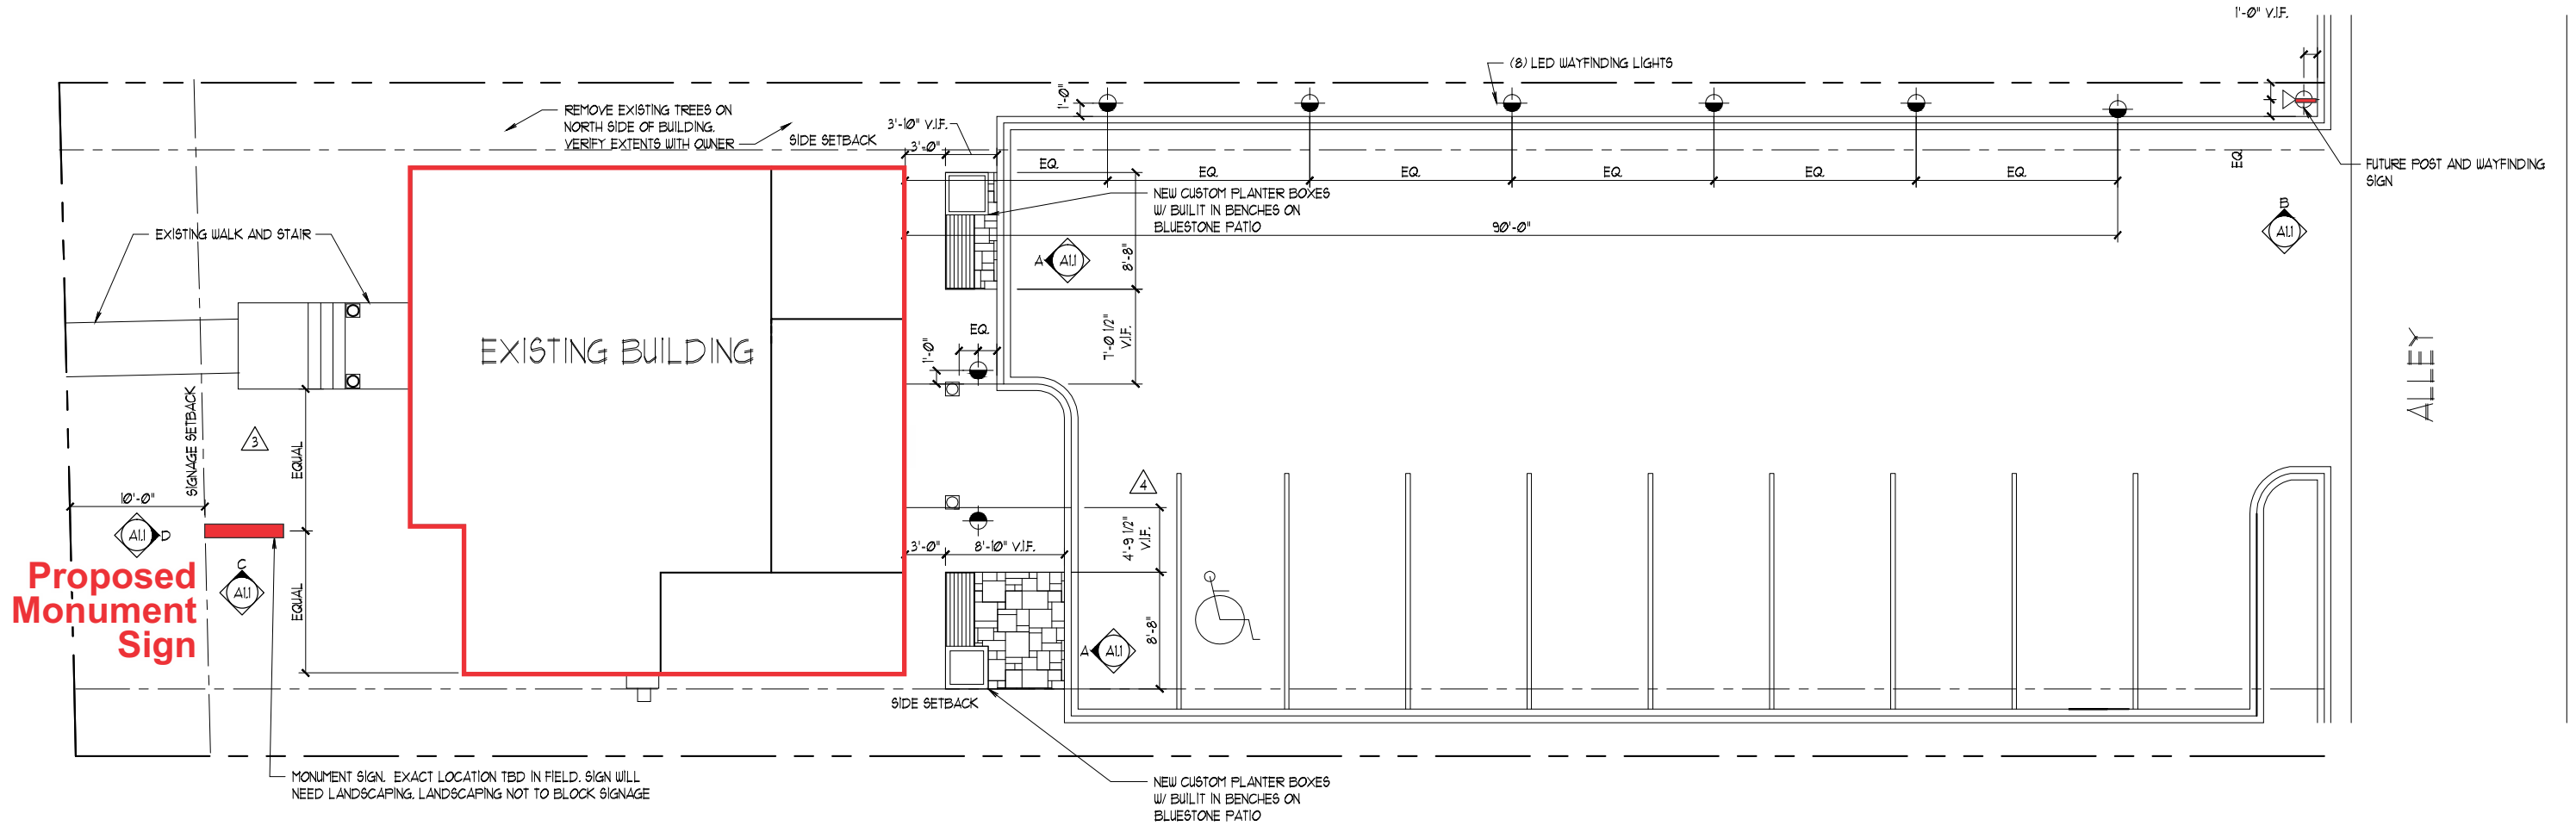 1'-0" V.I.F.
(8) LED WAYFINDING LIGHTS
REMOVE EXISTING TREES ON
NORTH SIDE OF BUILDING.
VERIFY EXTENTS WITH OWNER
SIDE SETBACK
3'-10" V.I.F.
3'-0"
1'-0"
EQ.
EQ.
EQ.
EQ.
EQ.
EQ.
EQ.
FUTURE POST AND WAYFINDING
SIGN
NEW CUSTOM PLANTER BOXES
W/ BUILIT IN BENCHES ON
BLUESTONE PATIO
90'-0"
B
A1.1
EXISTING WALK AND STAIR
A
A1.1
8'-8"
EXISTING BUILDING
EQ.
1'-0"
7'-0 1/2"
V.I.F.
ALLEY
SIGNAGE SETBACK
3
EQUAL
10'-0"
4
A1.1
D
3'-0"
8'-10" V.I.F.
4'-9 1/2"
V.I.F.
Proposed
Monument
Sign
C
A1.1
EQUAL
A
A1.1
8'-8"
SIDE SETBACK
MONUMENT SIGN. EXACT LOCATION TBD IN FIELD. SIGN WILL
NEED LANDSCAPING, LANDSCAPING NOT TO BLOCK SIGNAGE
NEW CUSTOM PLANTER BOXES
W/ BUILIT IN BENCHES ON
BLUESTONE PATIO